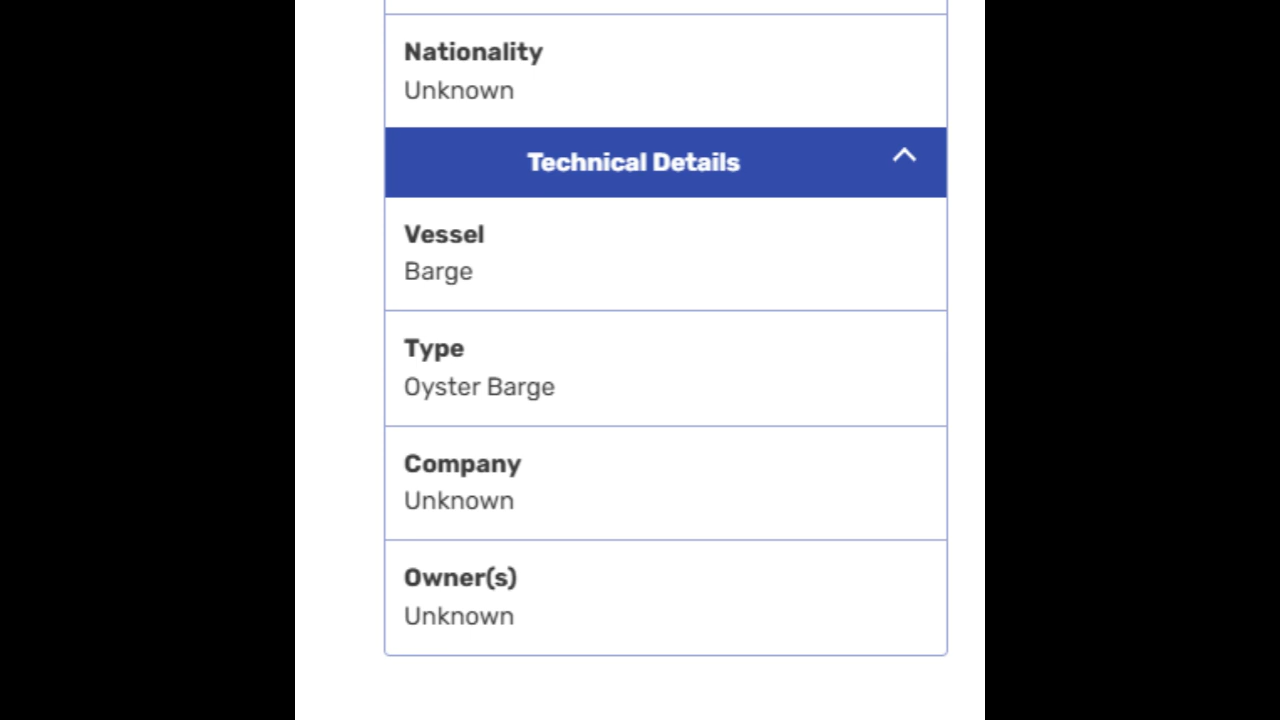 Nationality
Unknown
Technical Details
Vessel
Barge
Type
Oyster Barge
Company
Unknown
Owner(s)
Unknown